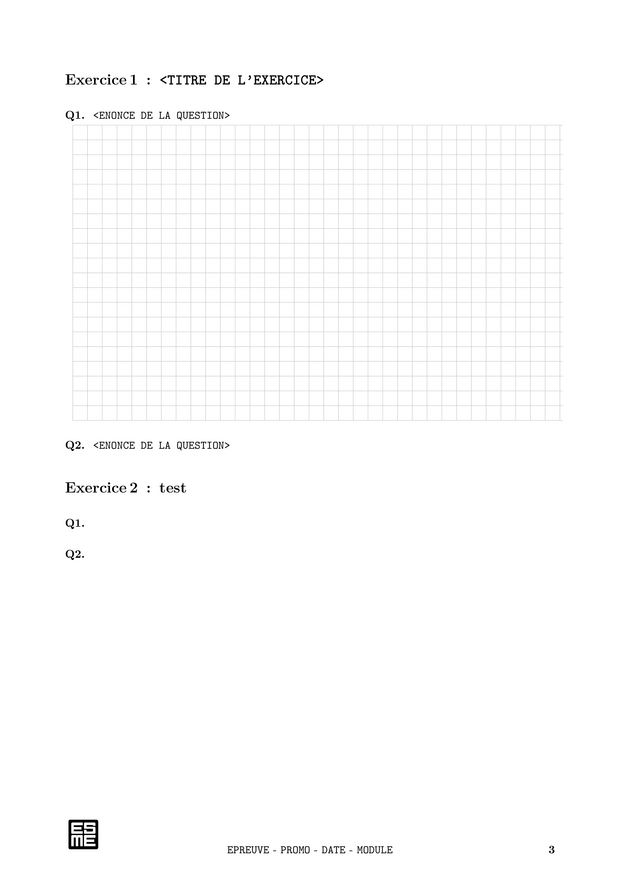 Exercice 1 : <TITRE DE L'EXERCICE>
Q1. <ENONCE DE LA QUESTION>
Q2. <ENONCE DE LA QUESTION>
Exercice 2 : test
Q1.
Q2.
ES
ME
EPREUVE - PROMO - DATE - MODULE 3